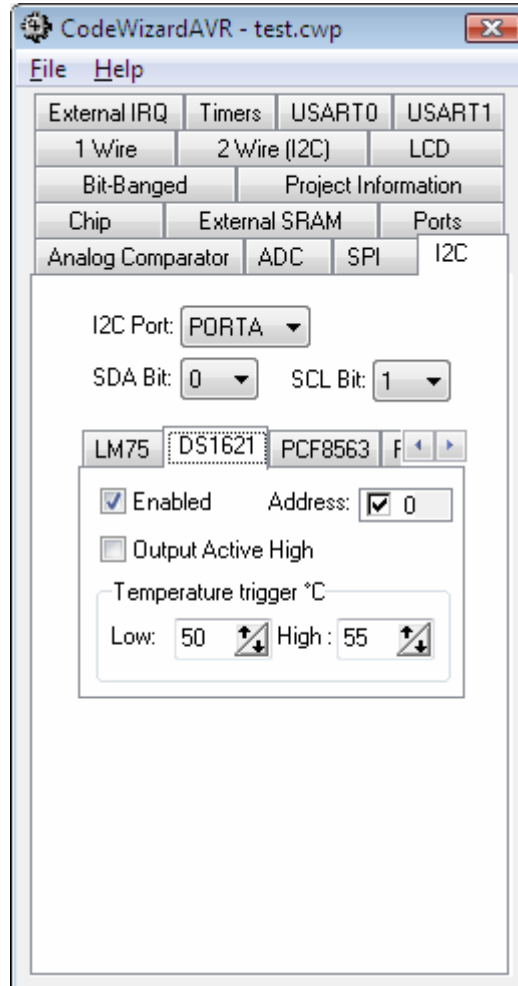 CodeWizardAVR - test.cwp
File Help
External IRQ Timers USART0 USART1
1 Wire 2 Wire (I2C) LCD
Bit-Banged Project Information
Chip External SRAM Ports
Analog Comparator ADC SPI I2C
I2C Port: PORTA
SDA Bit: 0 SCL Bit: 1
LM75 DS1621 PCF8563
Enabled Address: 0
Output Active High
Temperature trigger °C
Low: 50 High : 55